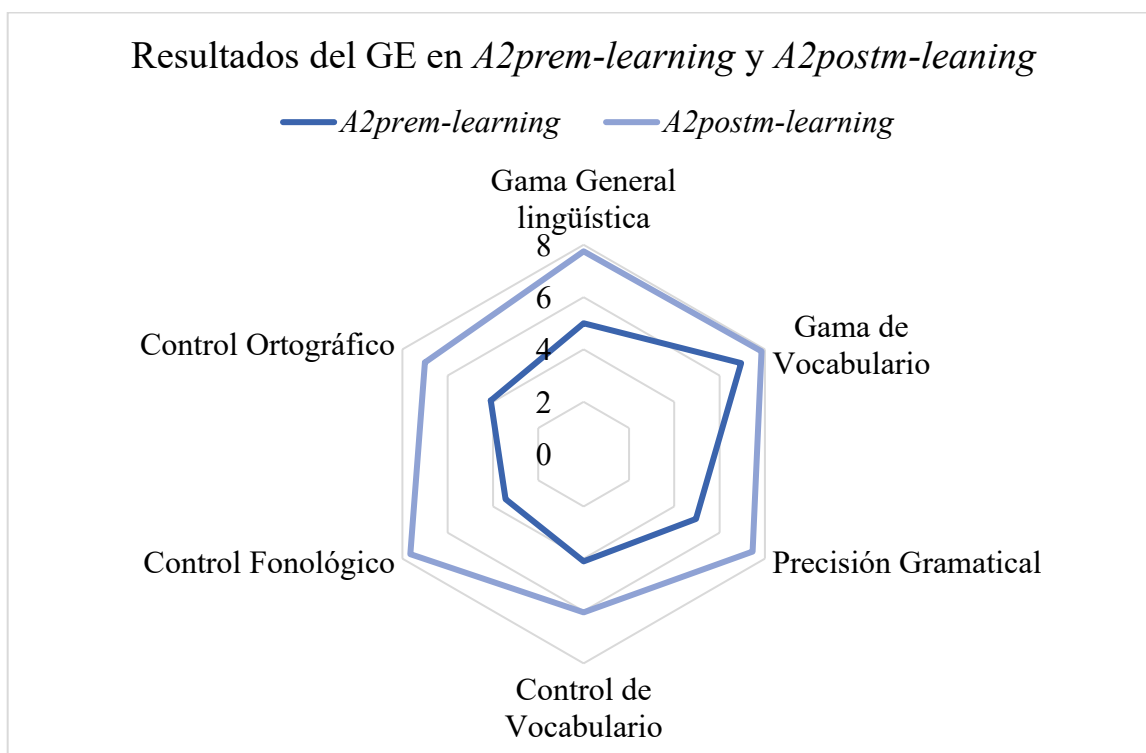 Resultados del GE en A2prem-learning y A2postm-leaning
A2prem-learning A2postm-learning
Gama General
lingüística
8
6
4
2
0
Gama de
Vocabulario
Precisión Gramatical
Control de
Vocabulario
Control Fonológico
Control Ortográfico